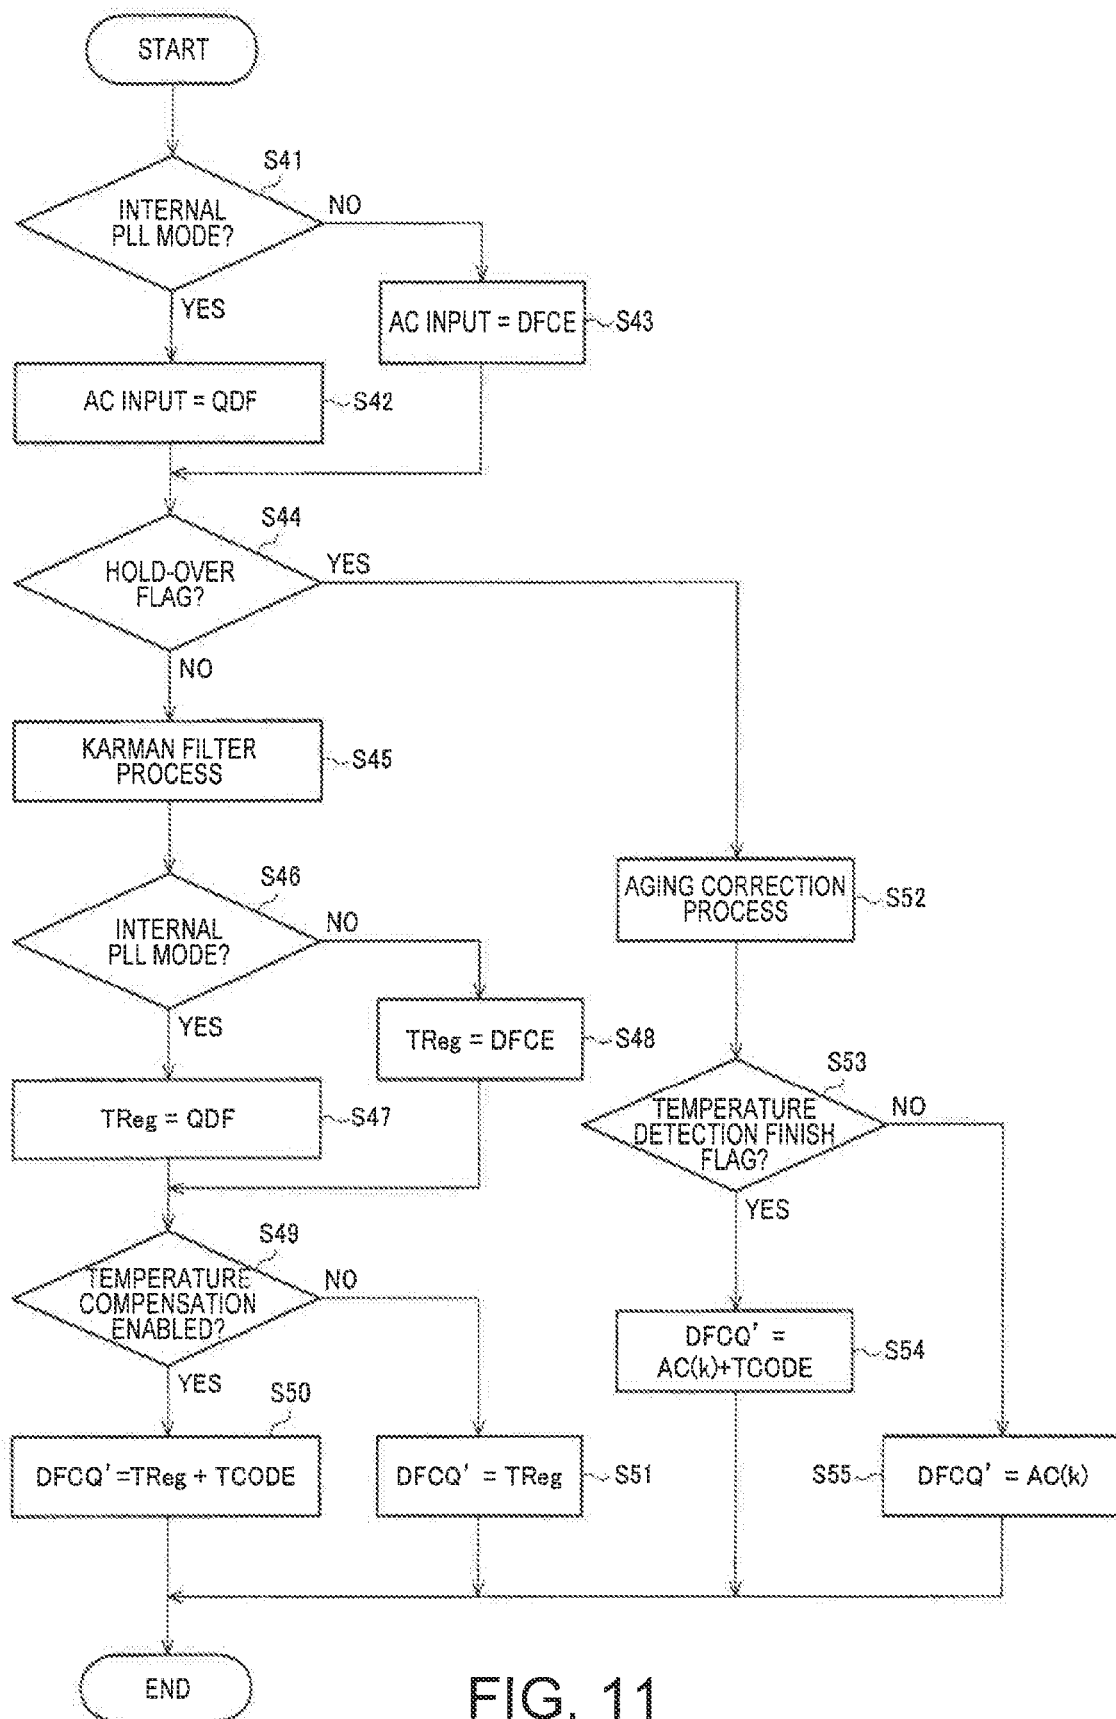 START
S41
INTERNAL
PLL MODE?
NO
YES
AC INPUT = DFCE
S43
AC INPUT = QDF
S42
S44
HOLD-OVER
FLAG?
YES
NO
KARMAN FILTER
PROCESS
S45
S46
INTERNAL
PLL MODE?
NO
YES
AGING CORRECTION
PROCESS
S52
TReg = DFCE
S48
TReg = QDF
S47
S53
TEMPERATURE
DETECTION FINISH
FLAG?
NO
YES
S49
TEMPERATURE
COMPENSATION
ENABLED?
NO
YES
DFCQ' =
AC(k)+TCODE
S54
S50
DFCQ'=TReg + TCODE
DFCQ' = TReg
S51
S55
DFCQ' = AC(k)
END
FIG. 11